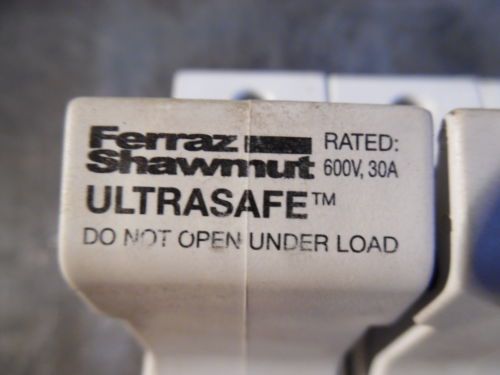 Ferraz
Shawmut
RATED:
600V, 30A
ULTRASAFE™
DO NOT OPEN UNDER LOAD